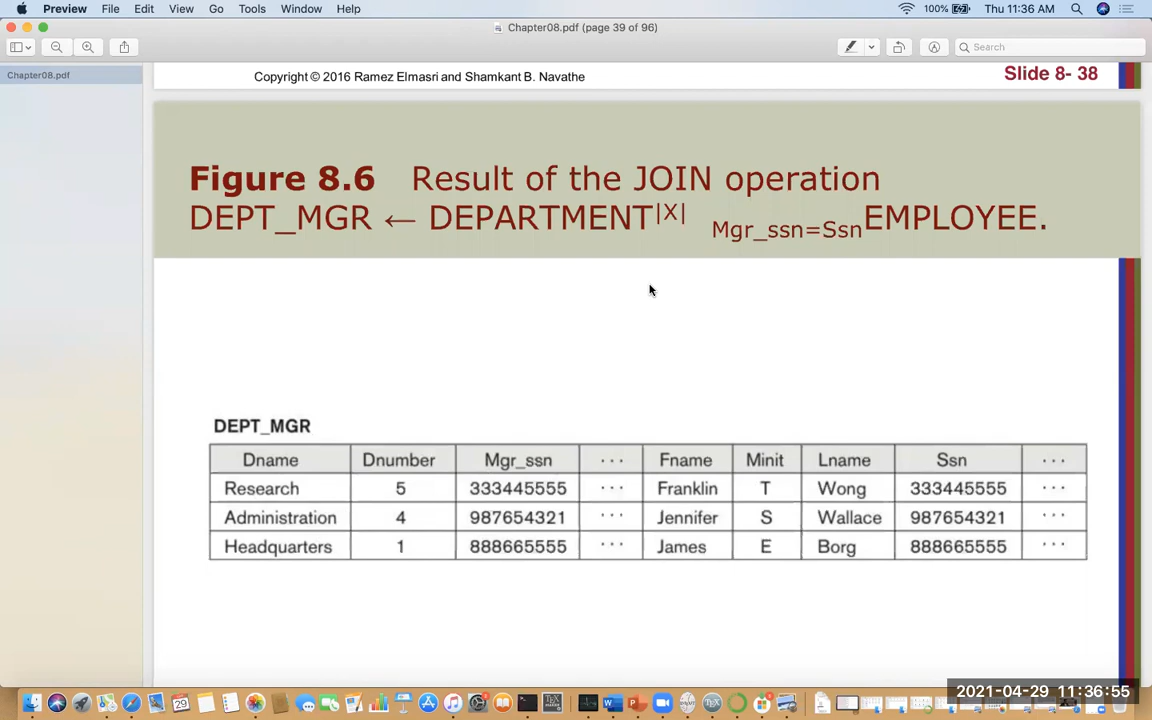 Preview File Edit View Go Tools Window Help 100% Thu 11:36 AM
Chapter08.pdf (page 39 of 96)
Search
Chapter08.pdf
Copyright © 2016 Ramez Elmasri and Shamkant B. Navathe Slide 8- 38
Figure 8.6 Result of the JOIN operation
DEPT_MGR ← DEPARTMENT|X| Mgr_ssn=SsnEMPLOYEE.
DEPT_MGR
Dname Dnumber Mgr_ssn ... Fname Minit Lname Ssn ...
Research 5 333445555 ... Franklin T Wong 333445555 ...
Administration 4 987654321 ... Jennifer S Wallace 987654321 ...
Headquarters 1 888665555 ... James E Borg 888665555 ...
2021-04-29 11:36:55